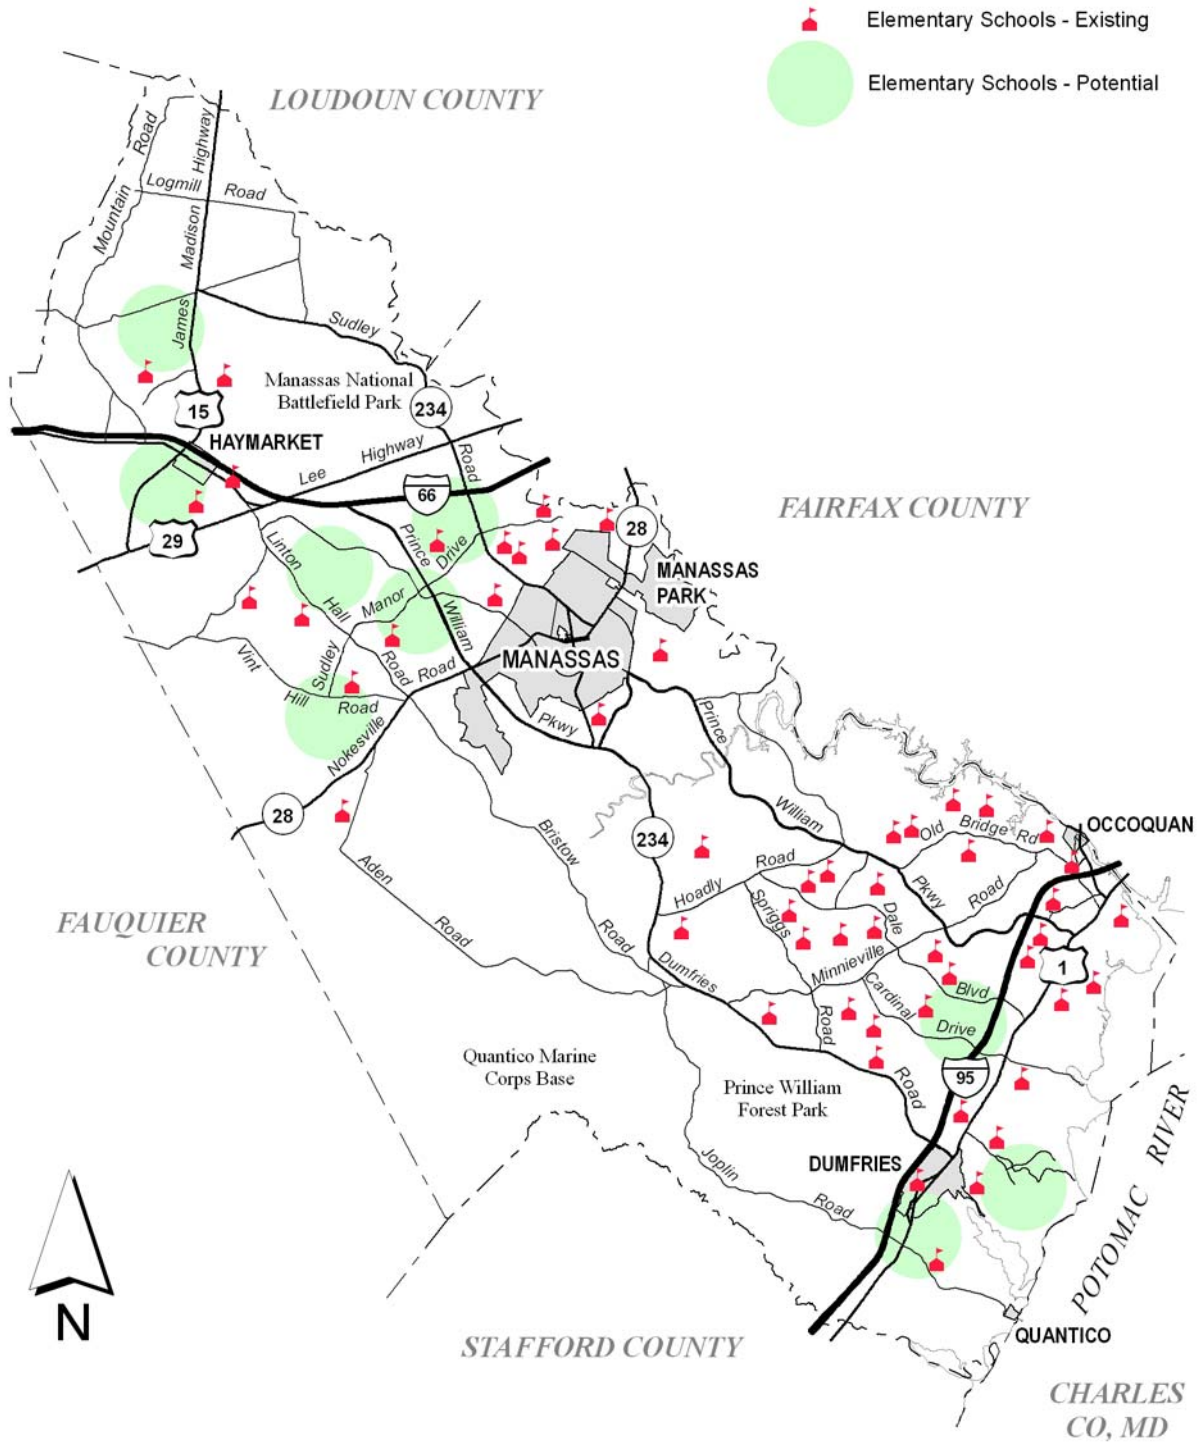 Elementary Schools - Existing
Elementary Schools - Potential
LOUDOUN COUNTY
Mountain Road
Logmill Road
James Madison Highway
Sudley Road
Manassas National
Battlefield Park
15
234
HAYMARKET
Lee Highway
66
29
28
FAIRFAX COUNTY
MANASSAS
PARK
Linton Hall Road
Prince William Pkwy
Sudley Manor Drive
MANASSAS
Vint Hill Road
Nokesville Road
28
234
Prince William Pkwy
Old Bridge Rd
OCCOQUAN
Bristow Road
Aden Road
Hoadly Road
Spriggs Road
Dale Blvd
Minnieville Road
Cardinal Drive
Dumfries Road
1
FAUQUIER
COUNTY
Quantico Marine
Corps Base
Prince William
Forest Park
95
DUMFRIES
Joplin Road
POTOMAC RIVER
N
STAFFORD COUNTY
QUANTICO
CHARLES
CO, MD